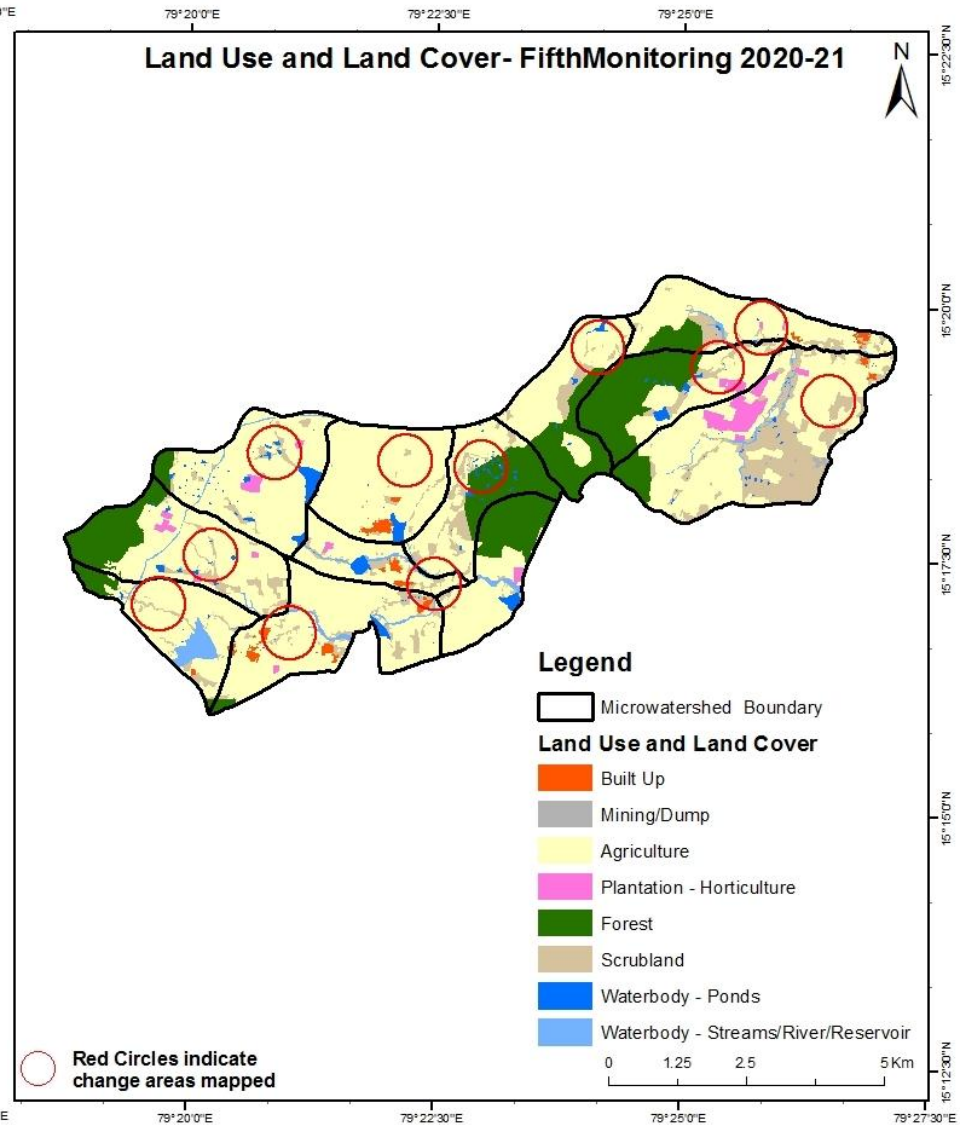 0"E
79°20'0"E
79°22'30"E
79°25'0"E
Land Use and Land Cover- FifthMonitoring 2020-21
N
15°22'30"N
15°20'0"N
15°17'30"N
15°15'0"N
15°12'30"N
Legend
Microwatershed Boundary
Land Use and Land Cover
Built Up
Mining/Dump
Agriculture
Plantation - Horticulture
Forest
Scrubland
Waterbody - Ponds
Waterbody - Streams/River/Reservoir
0 1.25 2.5 5 Km
Red Circles indicate
change areas mapped
79°20'0"E
79°22'30"E
79°25'0"E
79°27'30"E